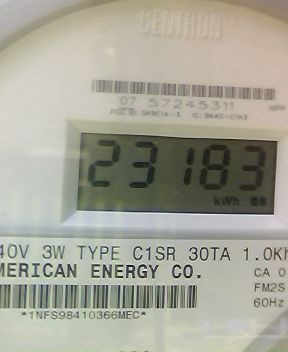 CENTRON®
07 57245311
23183
kWh
40V 3W TYPE C1SR 30TA 1.0Kh
MERICAN ENERGY CO.
CA 0
FM2S
60Hz
*1NFS98410366MEC*